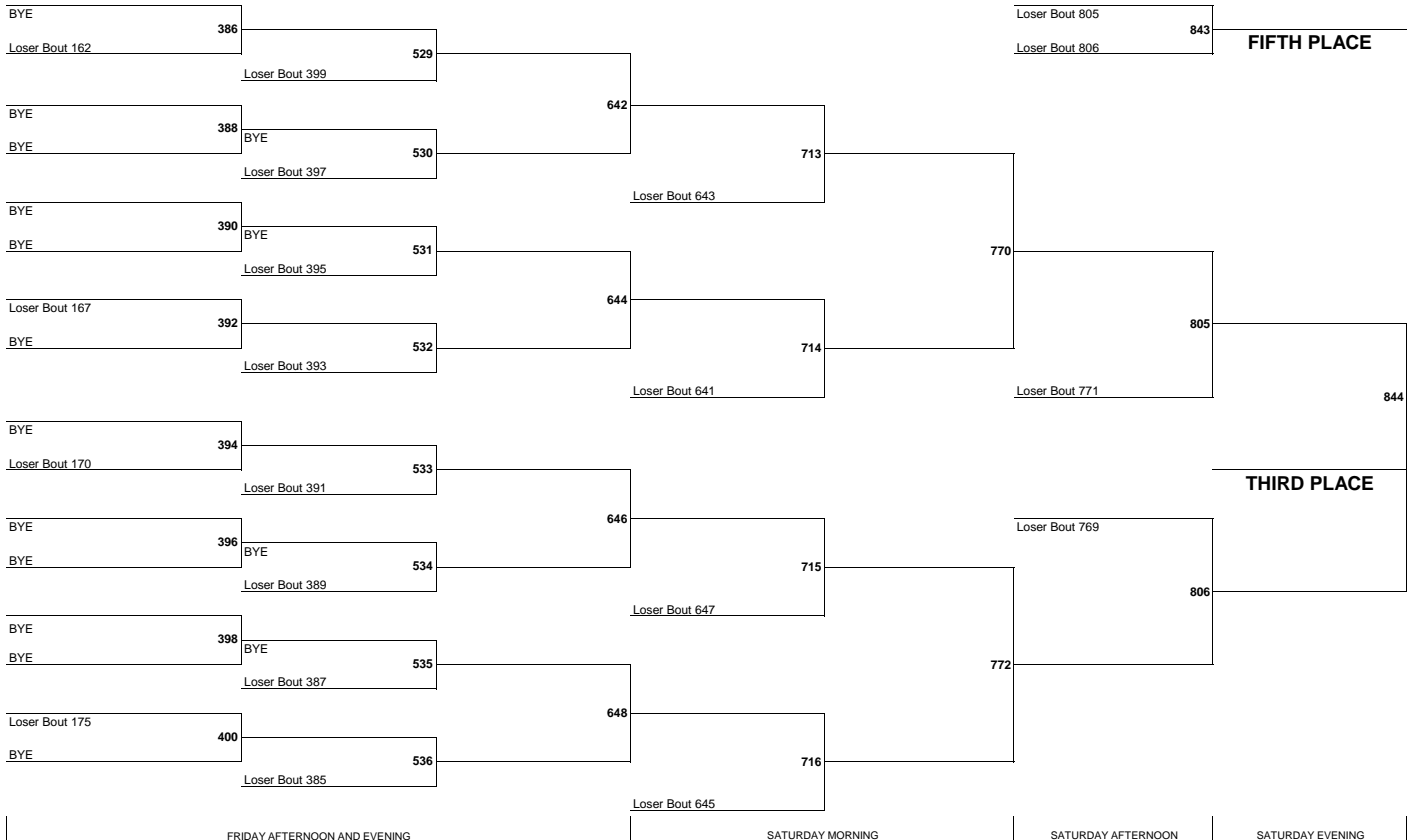 BYE
386
Loser Bout 162
529
Loser Bout 399
BYE
388
BYE
BYE
530
Loser Bout 397
642
713
Loser Bout 643
BYE
390
BYE
BYE
531
Loser Bout 395
Loser Bout 167
392
BYE
532
Loser Bout 393
644
714
Loser Bout 641
770
BYE
394
Loser Bout 170
533
Loser Bout 391
BYE
396
BYE
BYE
534
Loser Bout 389
646
715
Loser Bout 647
BYE
398
BYE
BYE
535
Loser Bout 387
Loser Bout 175
400
BYE
536
Loser Bout 385
648
716
Loser Bout 645
772
Loser Bout 805
843
Loser Bout 806
FIFTH PLACE
805
Loser Bout 771
844
THIRD PLACE
Loser Bout 769
806
FRIDAY AFTERNOON AND EVENING
SATURDAY MORNING
SATURDAY AFTERNOON
SATURDAY EVENING